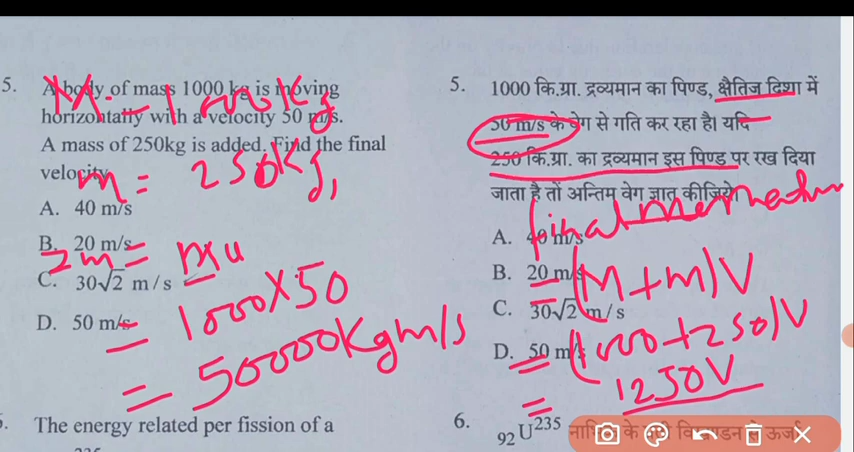 5. A body of mass 1000 kg is moving
horizontally with a velocity 50 m/s.
A mass of 250kg is added. Find the final
velocity
A. 40 m/s
B. 20 m/s
C. 30√2 m/s
D. 50 m/s
The energy related per fission of a
M = 1000Kg
m = 250Kg,
= mu
= 1000×50
= 50000Kgm/s
5. 1000 कि.ग्रा. द्रव्यमान का पिण्ड, क्षैतिज दिशा में
50 m/s के वेग से गति कर रहा है। यदि
250 कि.ग्रा. का द्रव्यमान इस पिण्ड पर रख दिया
जाता है तो अन्तिम वेग ज्ञात कीजिये
A. 40 m/s
B. 20 m/s
C. 30√2 m/s
D. 50 m/s
final
= (M+m)V
= (1000+250)V
= 1250V
6. ₉₂U²³⁵ नाभिक के विखण्डन से ऊर्जा